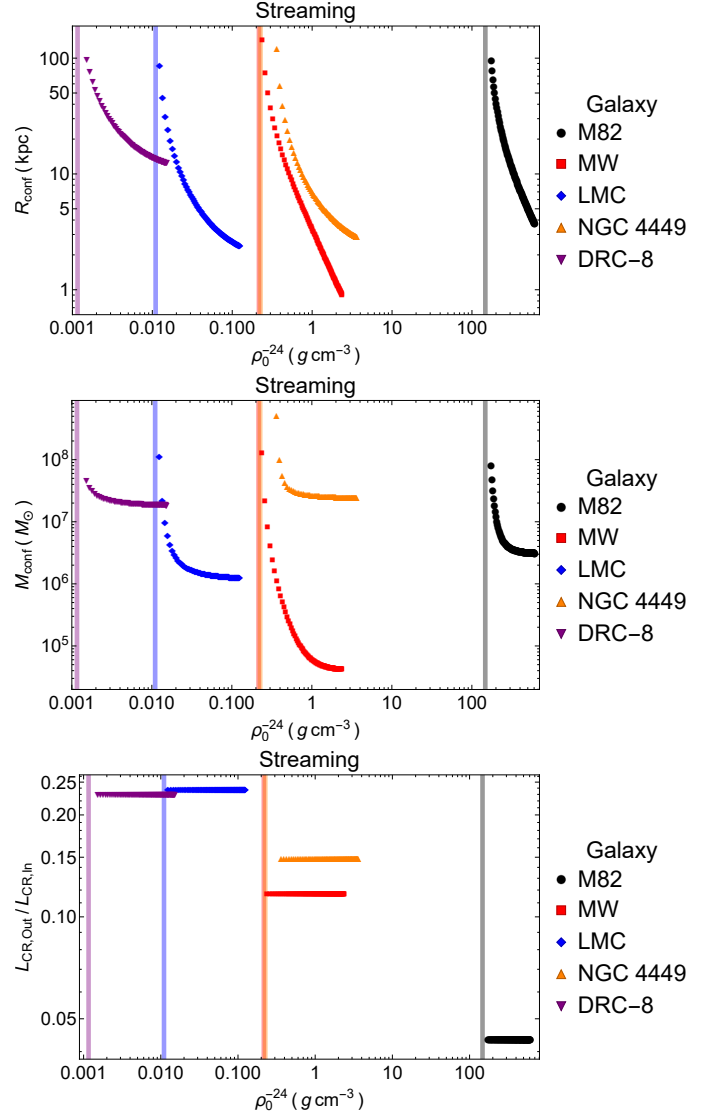 Streaming
R_conf (kpc)
100
50
10
5
1
0.001 0.010 0.100 1 10 100
ρ_0^-24 ( g cm^-3 )
Galaxy
M82
MW
LMC
NGC 4449
DRC-8
Streaming
M_conf ( M_⊙ )
10^8
10^7
10^6
10^5
0.001 0.010 0.100 1 10 100
ρ_0^-24 ( g cm^-3 )
Galaxy
M82
MW
LMC
NGC 4449
DRC-8
Streaming
L_CR,Out / L_CR,In
0.25
0.15
0.10
0.05
0.001 0.010 0.100 1 10 100
ρ_0^-24 ( g cm^-3 )
Galaxy
M82
MW
LMC
NGC 4449
DRC-8